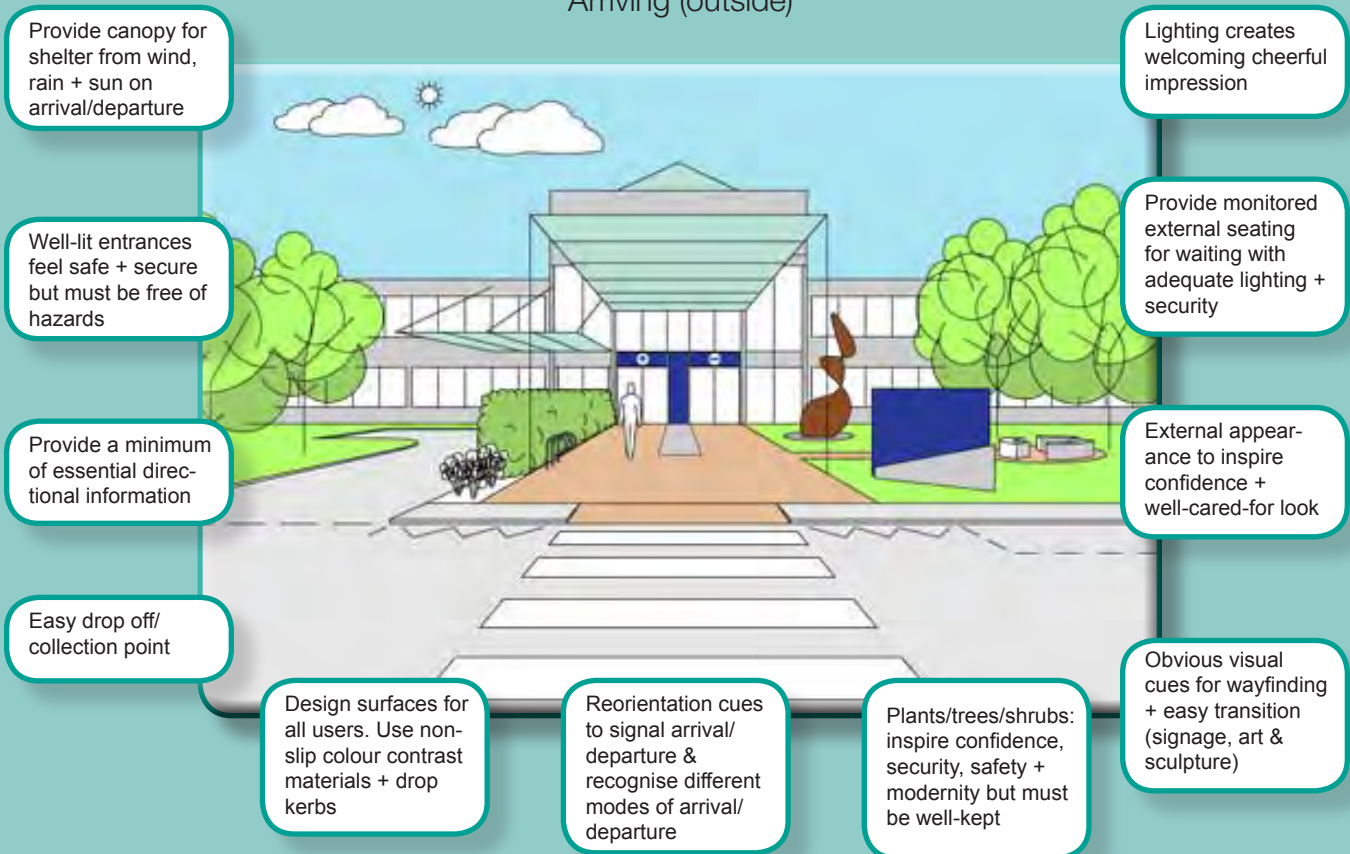 Arriving (outside)
Provide canopy for
shelter from wind,
rain + sun on
arrival/departure
Well-lit entrances
feel safe + secure
but must be free of
hazards
Provide a minimum
of essential direc-
tional information
Easy drop off/
collection point
Design surfaces for
all users. Use non-
slip colour contrast
materials + drop
kerbs
Reorientation cues
to signal arrival/
departure &
recognise different
modes of arrival/
departure
Plants/trees/shrubs:
inspire confidence,
security, safety +
modernity but must
be well-kept
Lighting creates
welcoming cheerful
impression
Provide monitored
external seating
for waiting with
adequate lighting +
security
External appear-
ance to inspire
confidence +
well-cared-for look
Obvious visual
cues for wayfinding
+ easy transition
(signage, art &
sculpture)